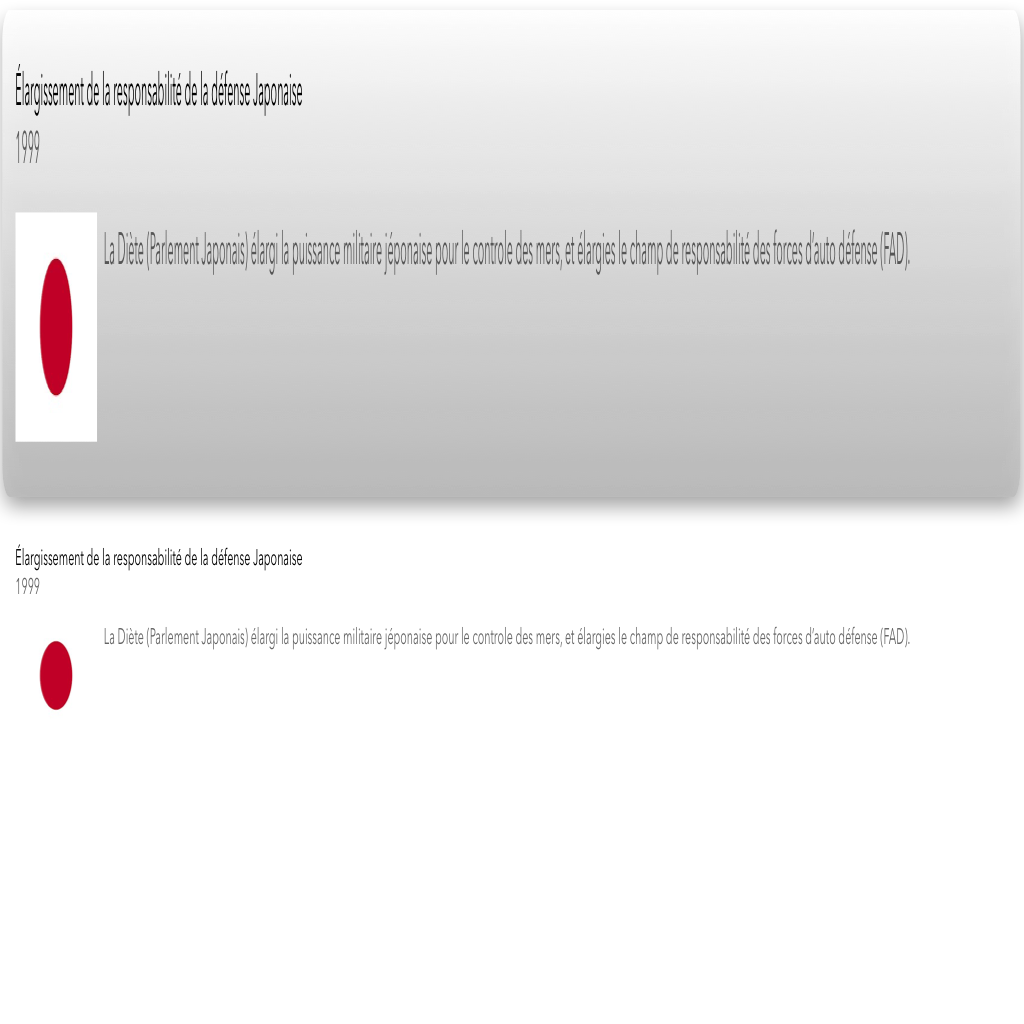 Élargissement de la responsabilité de la défense Japonaise
1999
La Diète (Parlement Japonais) élargi la puissance militaire jéponaise pour le controle des mers, et élargies le champ de responsabilité des forces d'auto défense (FAD).
Élargissement de la responsabilité de la défense Japonaise
1999
La Diète (Parlement Japonais) élargi la puissance militaire jéponaise pour le controle des mers, et élargies le champ de responsabilité des forces d'auto défense (FAD).